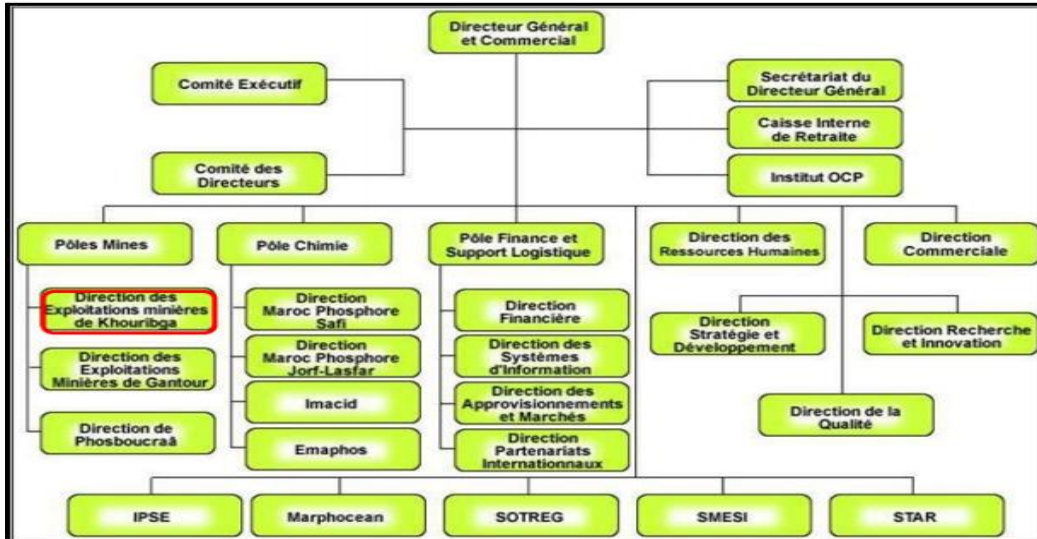 Directeur Général
et Commercial
Comité Exécutif
Secrétariat du
Directeur Général
Caisse Interne
de Retraite
Comité des
Directeurs
Institut OCP
Pôles Mines
Pôle Chimie
Pôle Finance et
Support Logistique
Direction des
Ressources Humaines
Direction
Commerciale
Direction des
Exploitations minières
de Khouribga
Direction
Maroc Phosphore
Safi
Direction
Financière
Direction
Stratégie et
Développement
Direction Recherche
et Innovation
Direction des
Exploitations
Minières de Gantour
Direction
Maroc Phosphore
Jorf-Lasfar
Direction des
Systèmes
d'Information
Imacid
Direction des
Approvisionnements
et Marchés
Direction de la
Qualité
Direction de
Phosboucraâ
Emaphos
Direction
Partenariats
Internationnaux
IPSE
Marphocean
SOTREG
SMESI
STAR